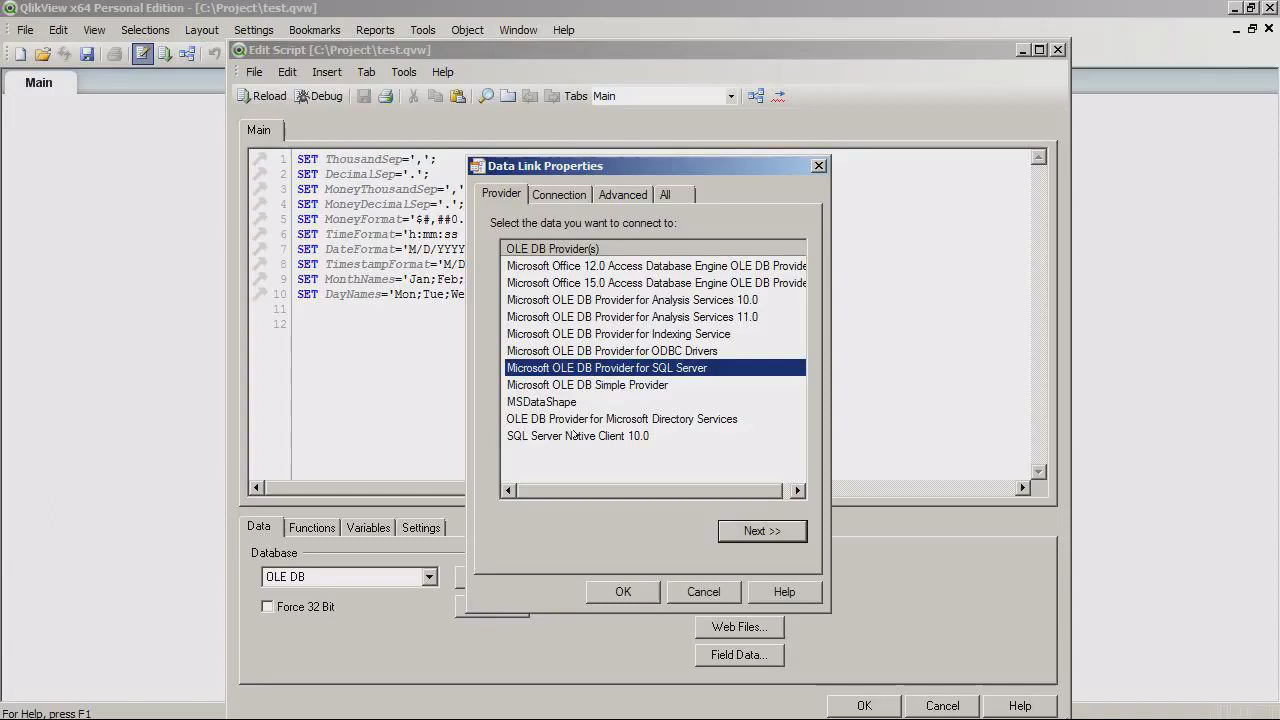 QlikView x64 Personal Edition - [C:\Project\test.qvw]
File Edit View Selections Layout Settings Bookmarks Reports Tools Object Window Help
Main
Edit Script [C:\Project\test.qvw]
File Edit Insert Tab Tools Help
Reload Debug Tabs Main
Main
1 SET ThousandSep=',';
2 SET DecimalSep='.';
3 SET MoneyThousandSep=','
4 SET MoneyDecimalSep='.';
5 SET MoneyFormat='$#,##0.
6 SET TimeFormat='h:mm:ss
7 SET DateFormat='M/D/YYYY
8 SET TimestampFormat='M/D
9 SET MonthNames='Jan;Feb;
10 SET DayNames='Mon;Tue;We
11
12
Data Link Properties
Provider Connection Advanced All
Select the data you want to connect to:
OLE DB Provider(s)
Microsoft Office 12.0 Access Database Engine OLE DB Provide
Microsoft Office 15.0 Access Database Engine OLE DB Provide
Microsoft OLE DB Provider for Analysis Services 10.0
Microsoft OLE DB Provider for Analysis Services 11.0
Microsoft OLE DB Provider for Indexing Service
Microsoft OLE DB Provider for ODBC Drivers
Microsoft OLE DB Provider for SQL Server
Microsoft OLE DB Simple Provider
MSDataShape
OLE DB Provider for Microsoft Directory Services
SQL Server Native Client 10.0
Next >>
OK Cancel Help
Data Functions Variables Settings
Database
OLE DB
Force 32 Bit
Web Files...
Field Data...
OK Cancel Help
For Help, press F1